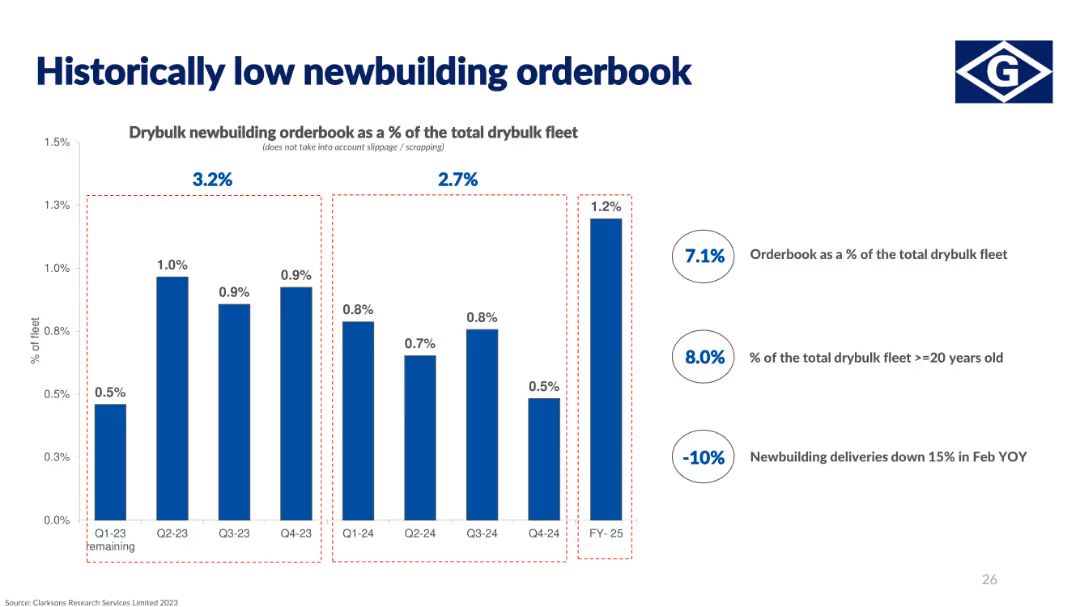 Historically low newbuilding orderbook
G
Drybulk newbuilding orderbook as a % of the total drybulk fleet
(does not take into account slippage / scrapping)
1.5%
1.3%
1.0%
0.8%
0.5%
0.3%
0.0%
% of fleet
3.2%
2.7%
0.5%
1.0%
0.9%
0.9%
0.8%
0.7%
0.8%
0.5%
1.2%
Q1-23
remaining
Q2-23
Q3-23
Q4-23
Q1-24
Q2-24
Q3-24
Q4-24
FY- 25
7.1%
Orderbook as a % of the total drybulk fleet
8.0%
% of the total drybulk fleet >=20 years old
-10%
Newbuilding deliveries down 15% in Feb YOY
26
Source: Clarksons Research Services Limited 2023